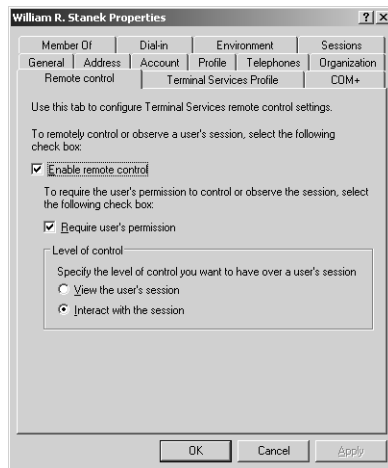 William R. Stanek Properties
Member Of Dial-in Environment Sessions
General Address Account Profile Telephones Organization
Remote control Terminal Services Profile COM+
Use this tab to configure Terminal Services remote control settings.
To remotely control or observe a user's session, select the following
check box:
Enable remote control
To require the user's permission to control or observe the session, select
the following check box:
Require user's permission
Level of control
Specify the level of control you want to have over a user's session
View the user's session
Interact with the session
OK Cancel Apply